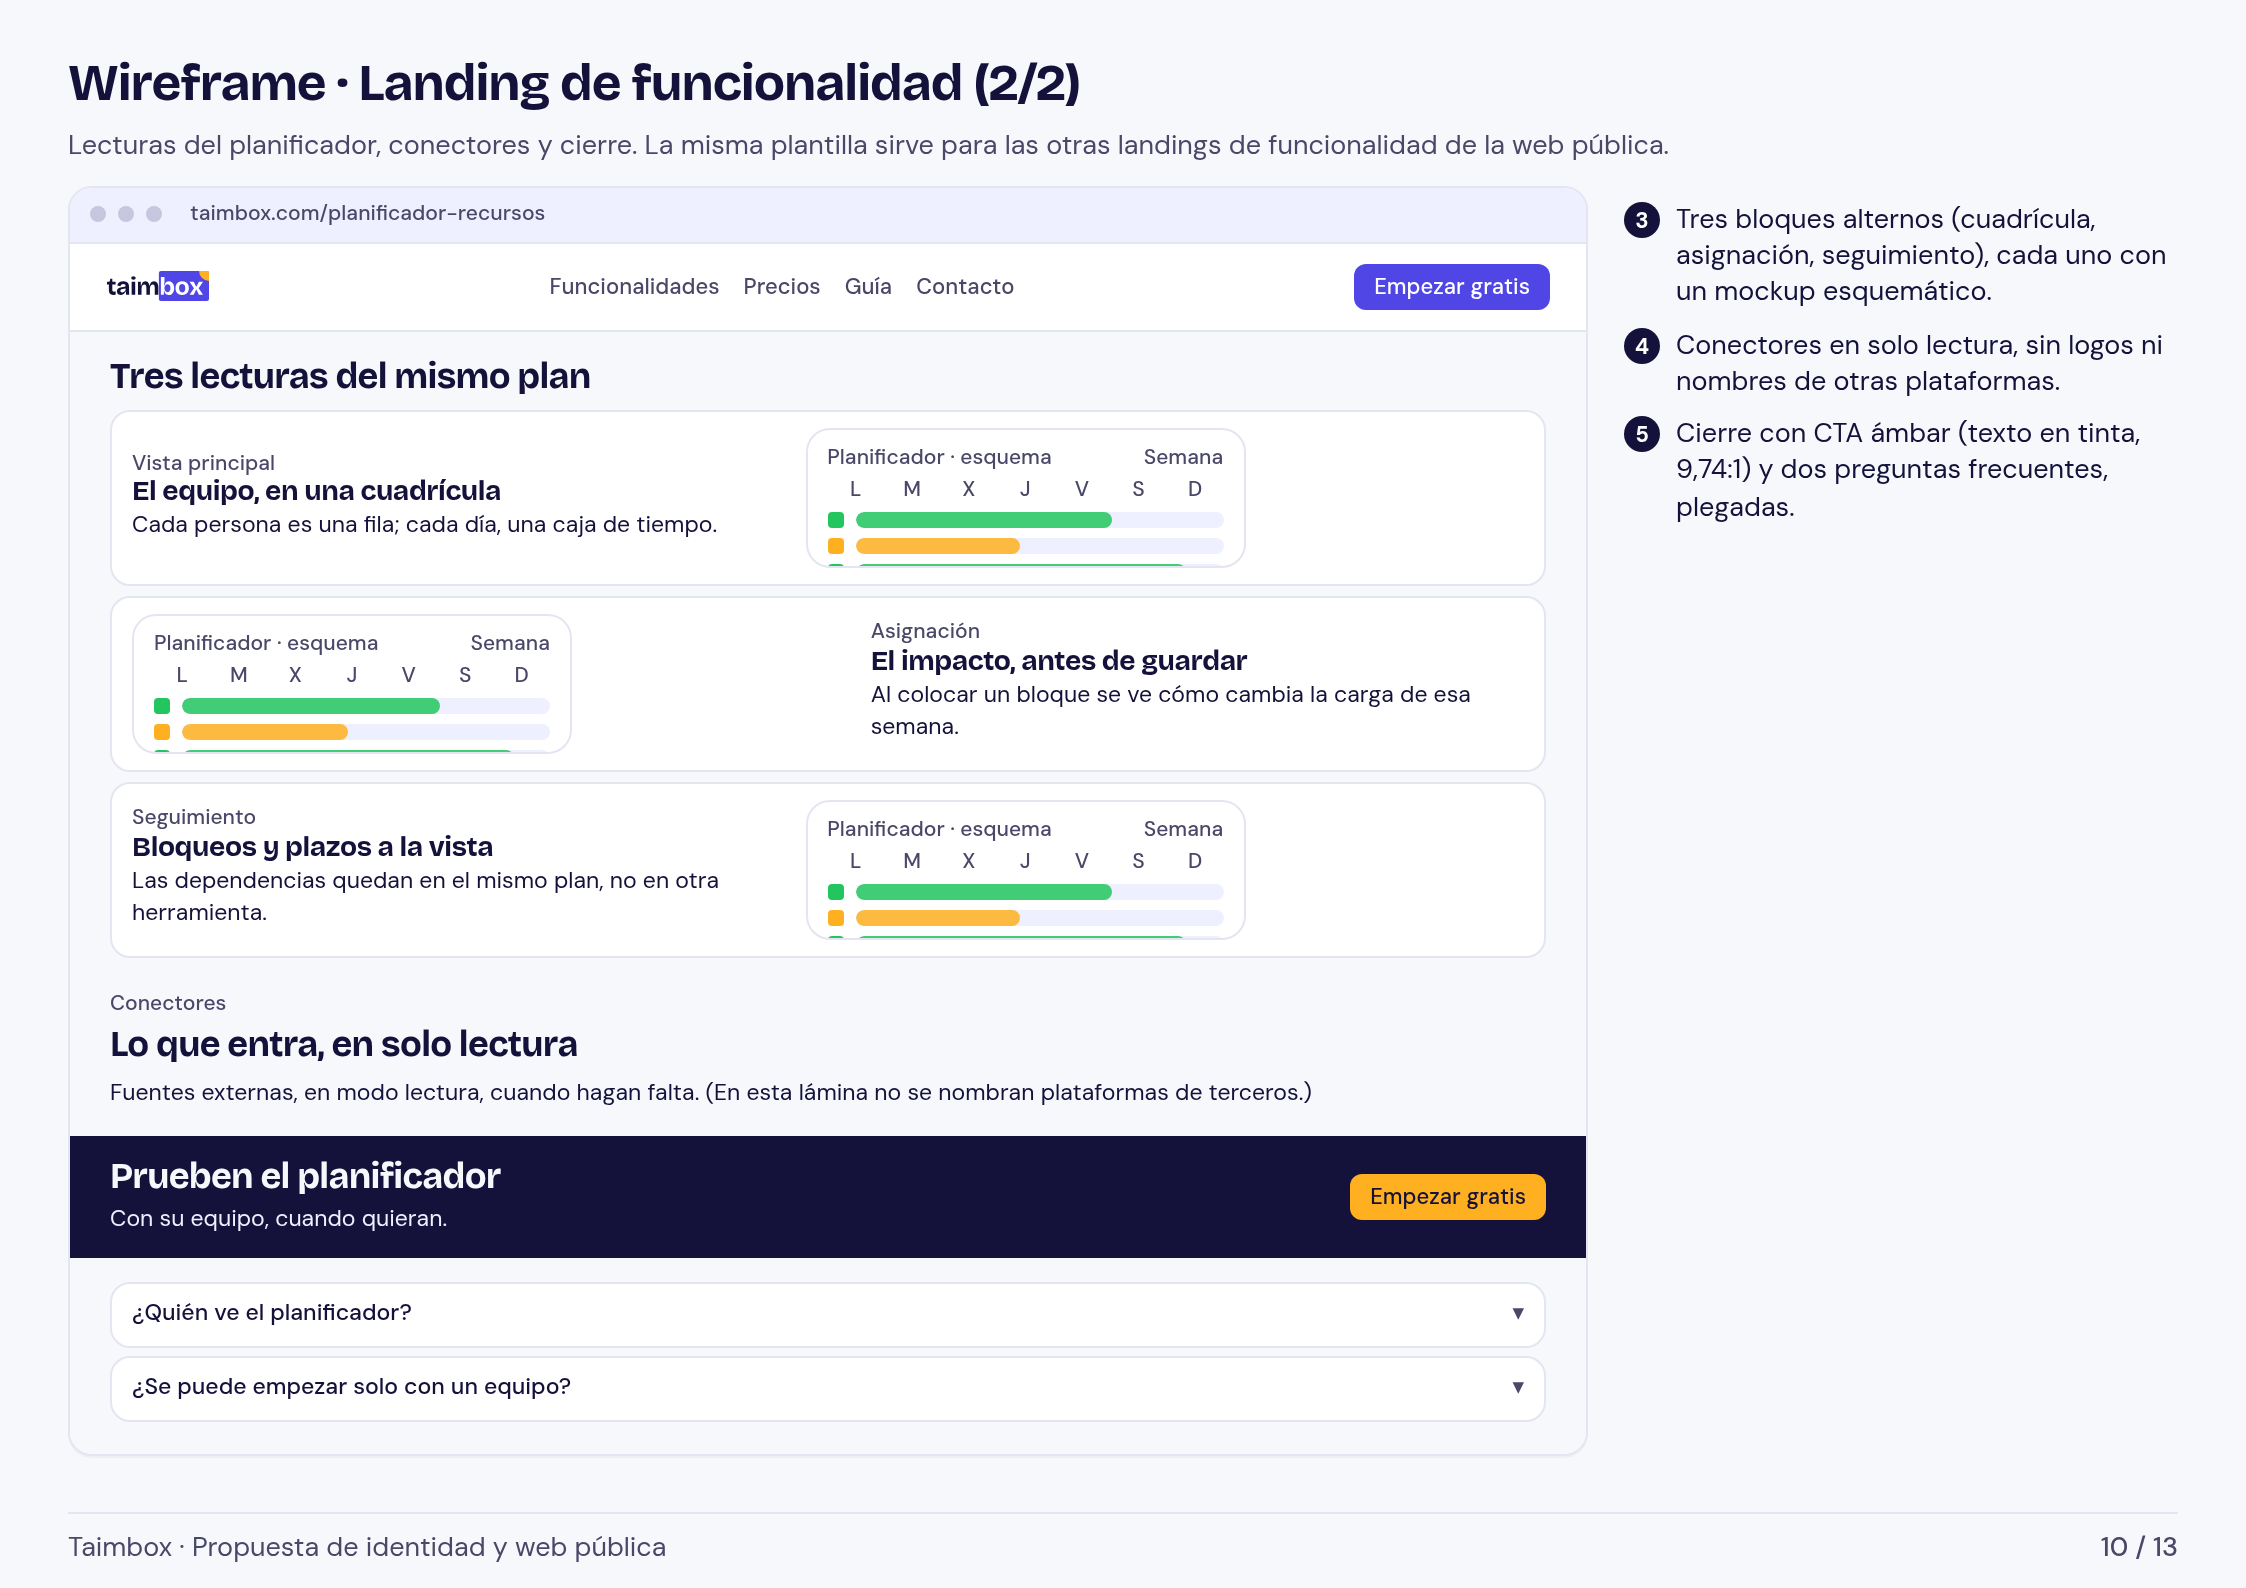 Wireframe · Landing de funcionalidad (2/2)
Lecturas del planificador, conectores y cierre. La misma plantilla sirve para las otras landings de funcionalidad de la web pública.
taimbox.com/planificador-recursos
taimbox
Funcionalidades Precios Guía Contacto
Empezar gratis
Tres lecturas del mismo plan
Vista principal
El equipo, en una cuadrícula
Cada persona es una fila; cada día, una caja de tiempo.
Planificador · esquema Semana
L M X J V S D
Planificador · esquema Semana
L M X J V S D
Asignación
El impacto, antes de guardar
Al colocar un bloque se ve cómo cambia la carga de esa
semana.
Seguimiento
Bloqueos y plazos a la vista
Las dependencias quedan en el mismo plan, no en otra
herramienta.
Planificador · esquema Semana
L M X J V S D
Conectores
Lo que entra, en solo lectura
Fuentes externas, en modo lectura, cuando hagan falta. (En esta lámina no se nombran plataformas de terceros.)
Prueben el planificador
Con su equipo, cuando quieran.
Empezar gratis
¿Quién ve el planificador?
¿Se puede empezar solo con un equipo?
3 Tres bloques alternos (cuadrícula,
asignación, seguimiento), cada uno con
un mockup esquemático.
4 Conectores en solo lectura, sin logos ni
nombres de otras plataformas.
5 Cierre con CTA ámbar (texto en tinta,
9,74:1) y dos preguntas frecuentes,
plegadas.
Taimbox · Propuesta de identidad y web pública
10 / 13